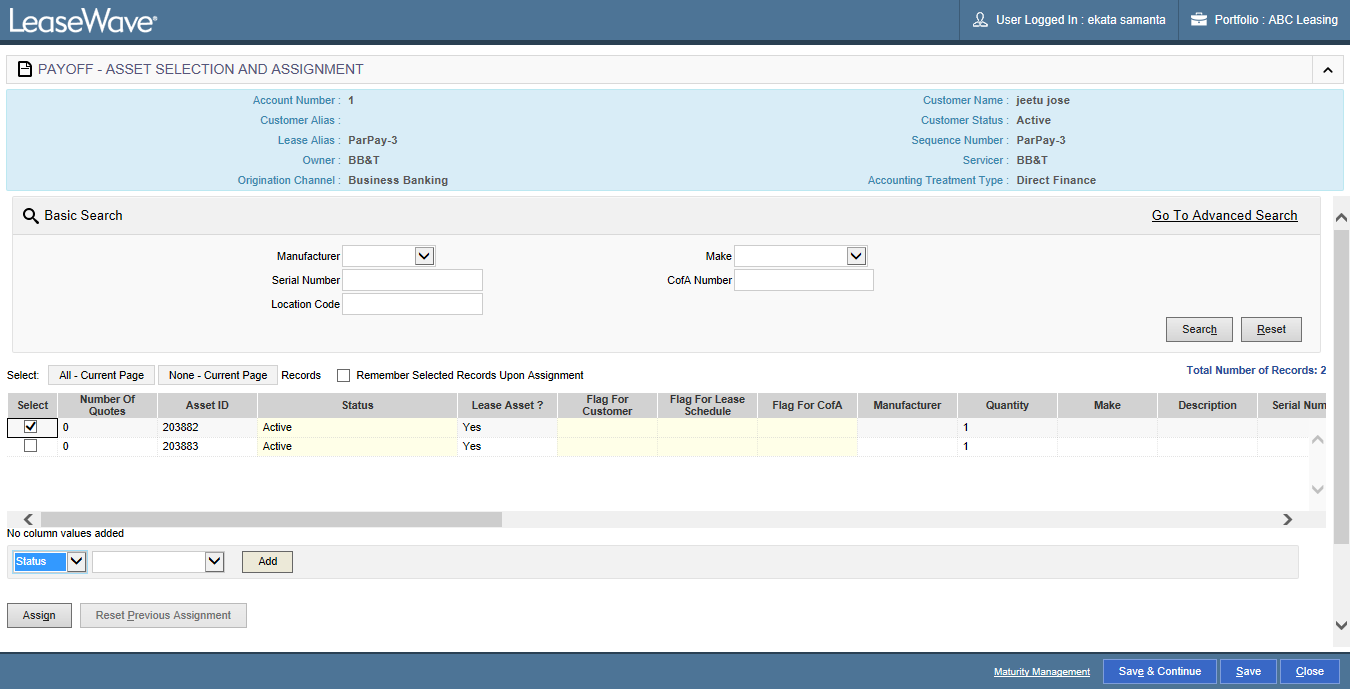 LeaseWave®
User Logged In : ekata samanta
Portfolio : ABC Leasing
PAYOFF - ASSET SELECTION AND ASSIGNMENT
Account Number : 1
Customer Name : jeetu jose
Customer Alias :
Customer Status : Active
Lease Alias : ParPay-3
Sequence Number : ParPay-3
Owner : BB&T
Servicer : BB&T
Origination Channel : Business Banking
Accounting Treatment Type : Direct Finance
Basic Search
Go To Advanced Search
Manufacturer
Make
Serial Number
CofA Number
Location Code
Search
Reset
Select: All - Current Page None - Current Page Records Remember Selected Records Upon Assignment
Total Number of Records: 2
Select Number Of Quotes Asset ID Status Lease Asset ? Flag For Customer Flag For Lease Schedule Flag For CofA Manufacturer Quantity Make Description Serial Num
0 203882 Active Yes 1
0 203883 Active Yes 1
No column values added
Status
Add
Assign
Reset Previous Assignment
Maturity Management
Save & Continue
Save
Close